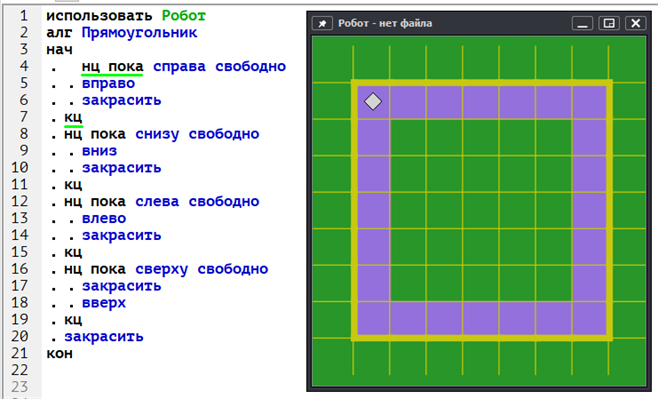 1 использовать Робот
2 алг Прямоугольник
3 нач
4 . нц пока справа свободно
5 . . вправо
6 . . закрасить
7 . кц
8 . нц пока снизу свободно
9 . . вниз
10 . . закрасить
11 . кц
12 . нц пока слева свободно
13 . . влево
14 . . закрасить
15 . кц
16 . нц пока сверху свободно
17 . . закрасить
18 . . вверх
19 . кц
20 . закрасить
21 кон
22
23
Робот - нет файла